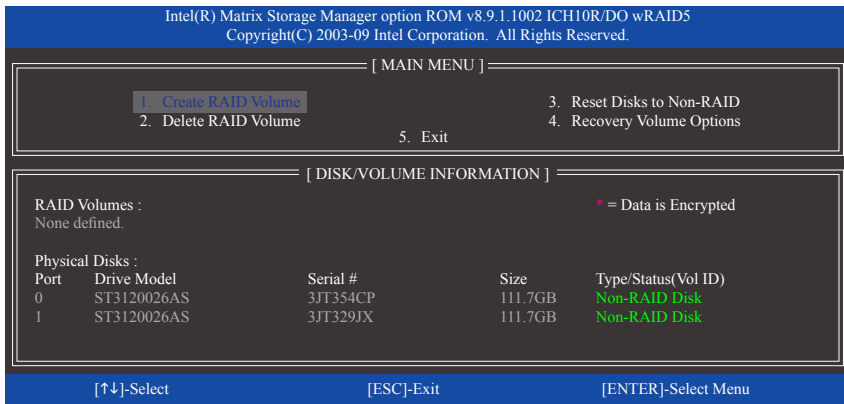 Intel(R) Matrix Storage Manager option ROM v8.9.1.1002 ICH10R/DO wRAID5
Copyright(C) 2003-09 Intel Corporation. All Rights Reserved.
[ MAIN MENU ]
1. Create RAID Volume 3. Reset Disks to Non-RAID
2. Delete RAID Volume 4. Recovery Volume Options
5. Exit
[ DISK/VOLUME INFORMATION ]
RAID Volumes : * = Data is Encrypted
None defined.
Physical Disks :
Port Drive Model Serial # Size Type/Status(Vol ID)
0 ST3120026AS 3JT354CP 111.7GB Non-RAID Disk
1 ST3120026AS 3JT329JX 111.7GB Non-RAID Disk
[↑↓]-Select [ESC]-Exit [ENTER]-Select Menu